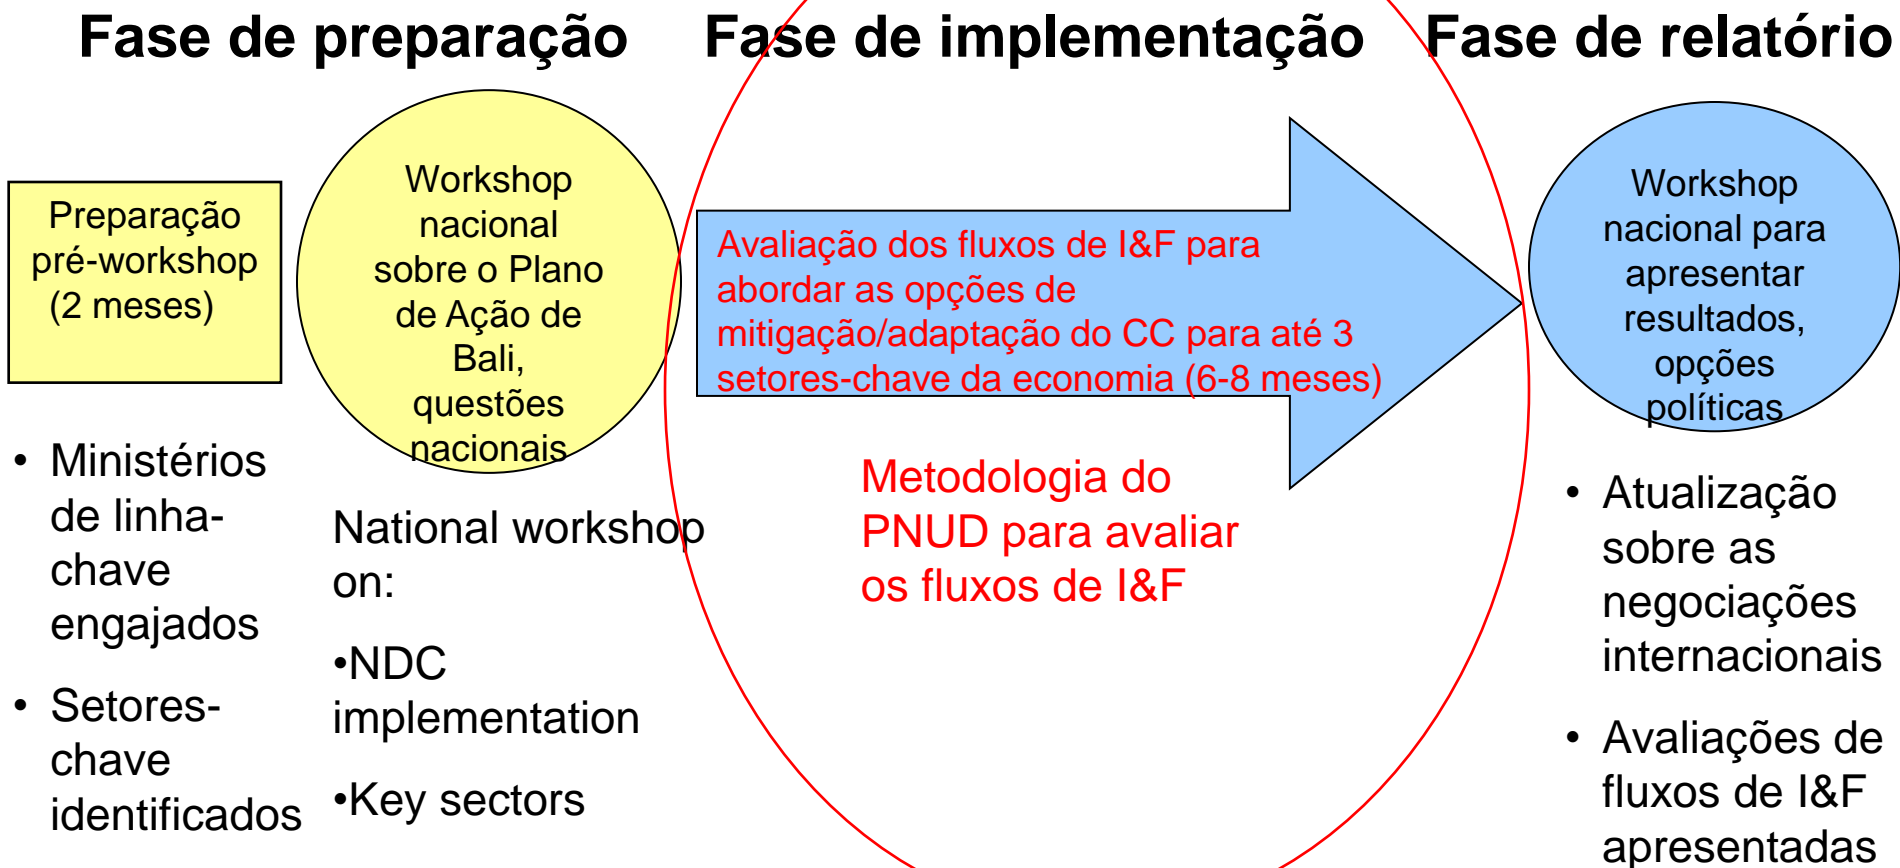 Fase de preparação
Fase de implementação
Fase de relatório
Preparação
pré-workshop
(2 meses)
Workshop
nacional
sobre o Plano
de Ação de
Bali,
questões
nacionais
Avaliação dos fluxos de I&F para
abordar as opções de
mitigação/adaptação do CC para até 3
setores-chave da economia (6-8 meses)
Workshop
nacional para
apresentar
resultados,
opções
políticas
• Ministérios
de linha-
chave
engajados
• Setores-
chave
identificados
National workshop
on:
•NDC
implementation
•Key sectors
Metodologia do
PNUD para avaliar
os fluxos de I&F
• Atualização
sobre as
negociações
internacionais
• Avaliações de
fluxos de I&F
apresentadas